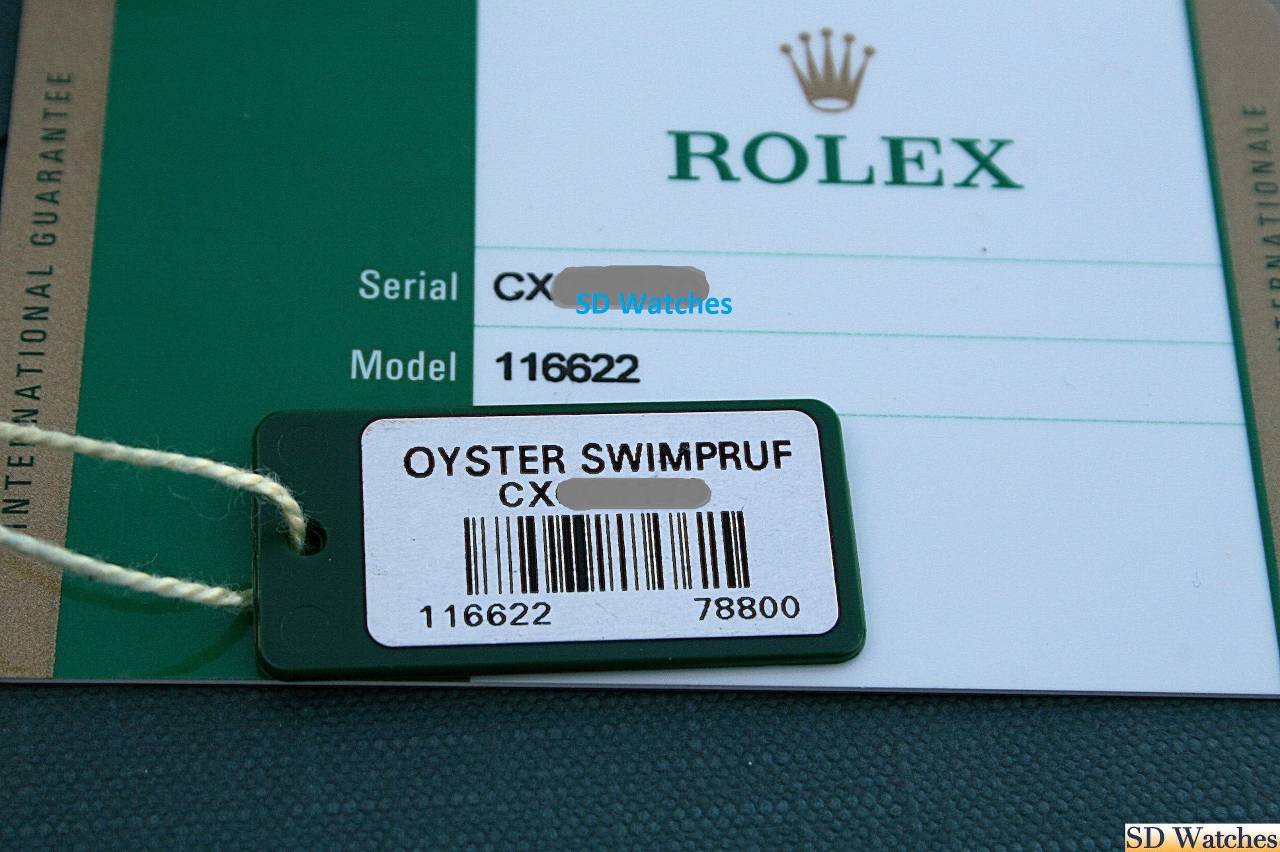 INTERNATIONAL GUARANTEE
ROLEX
Serial CX
SD Watches
Model 116622
OYSTER SWIMPRUF
CX
116622 78800
SD Watches